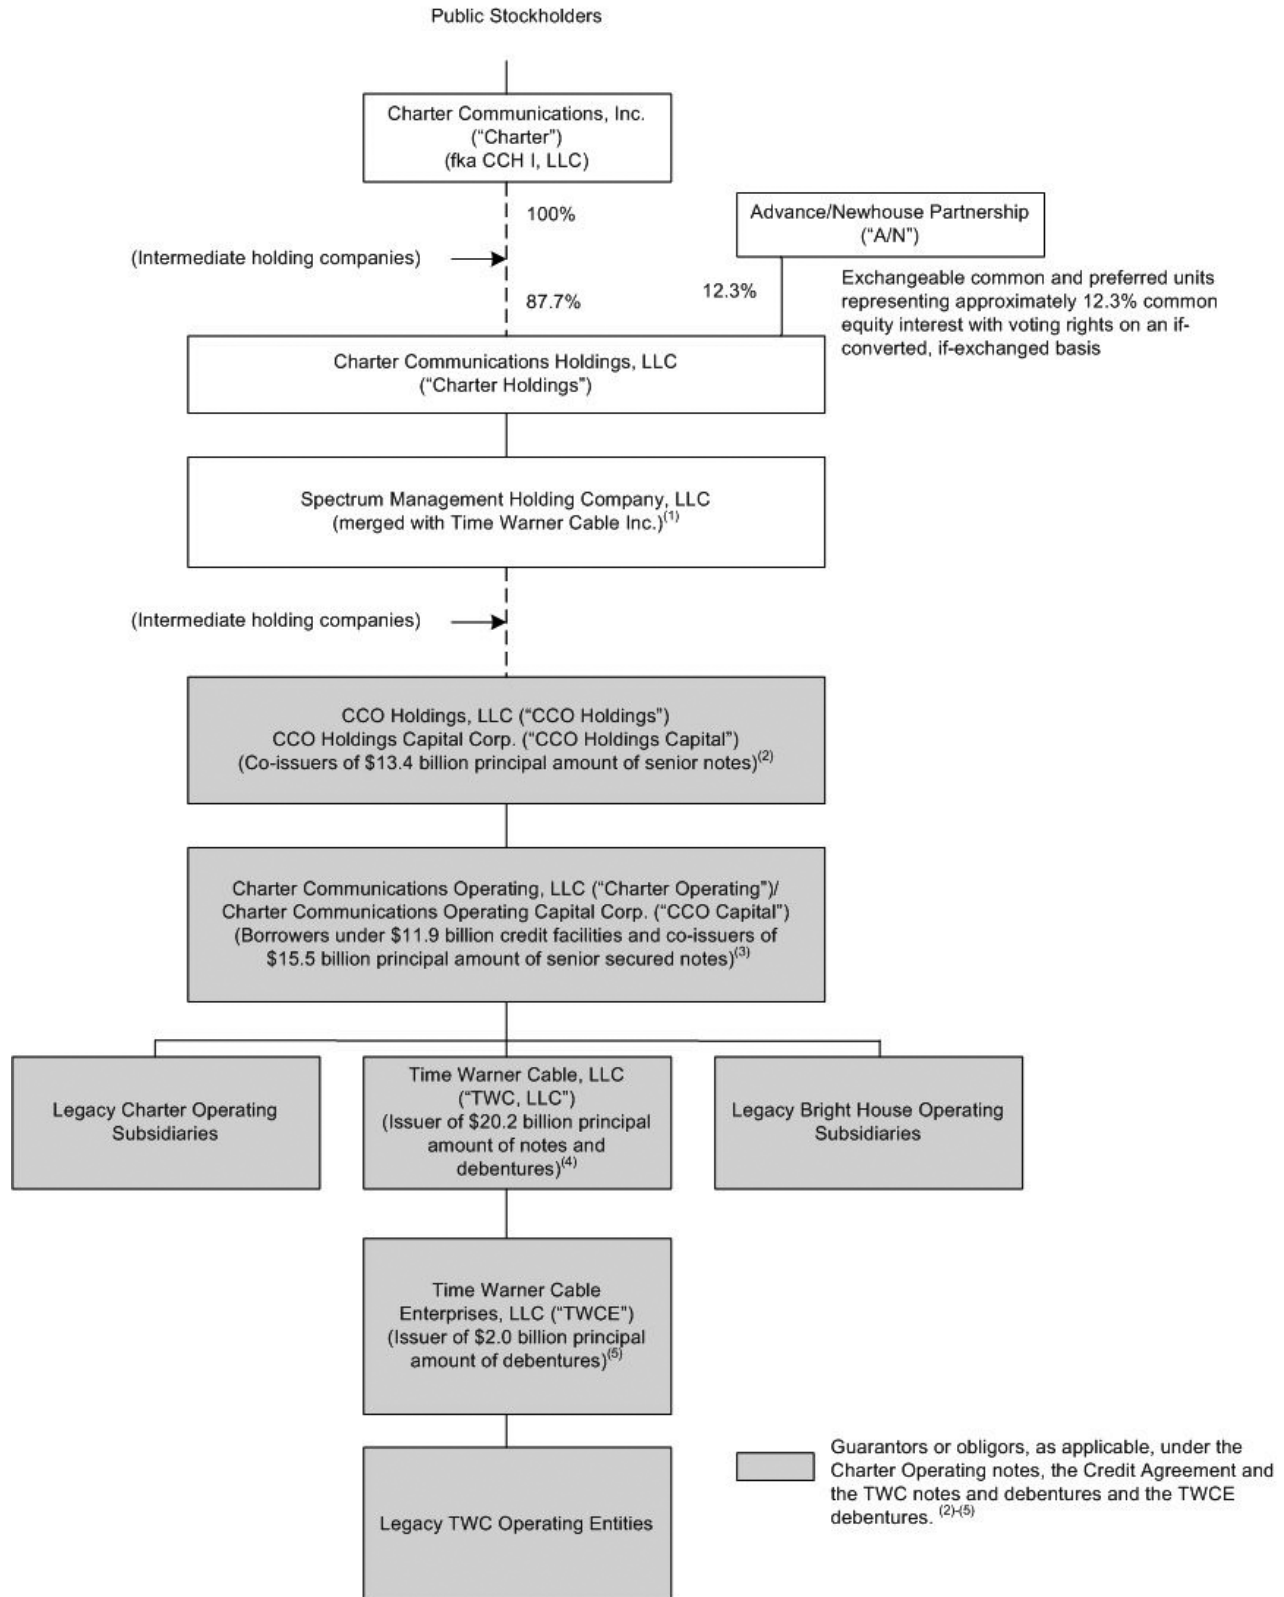 Public Stockholders
Charter Communications, Inc.
(“Charter”)
(fka CCH I, LLC)
100%
Advance/Newhouse Partnership
(“A/N”)
(Intermediate holding companies)
87.7%
12.3%
Exchangeable common and preferred units
representing approximately 12.3% common
equity interest with voting rights on an if-
converted, if-exchanged basis
Charter Communications Holdings, LLC
(“Charter Holdings”)
Spectrum Management Holding Company, LLC
(merged with Time Warner Cable Inc.)(1)
(Intermediate holding companies)
CCO Holdings, LLC (“CCO Holdings”)
CCO Holdings Capital Corp. (“CCO Holdings Capital”)
(Co-issuers of $13.4 billion principal amount of senior notes)(2)
Charter Communications Operating, LLC (“Charter Operating”)/
Charter Communications Operating Capital Corp. (“CCO Capital”)
(Borrowers under $11.9 billion credit facilities and co-issuers of
$15.5 billion principal amount of senior secured notes)(3)
Legacy Charter Operating
Subsidiaries
Time Warner Cable, LLC
(“TWC, LLC”)
(Issuer of $20.2 billion principal
amount of notes and
debentures)(4)
Legacy Bright House Operating
Subsidiaries
Time Warner Cable
Enterprises, LLC (“TWCE”)
(Issuer of $2.0 billion principal
amount of debentures)(5)
Legacy TWC Operating Entities
Guarantors or obligors, as applicable, under the
Charter Operating notes, the Credit Agreement and
the TWC notes and debentures and the TWCE
debentures. (2)-(5)